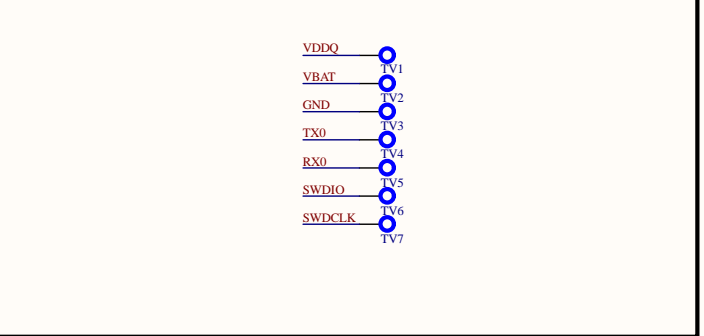 VDDQ
TV1
VBAT
TV2
GND
TV3
TX0
TV4
RX0
TV5
SWDIO
TV6
SWDCLK
TV7